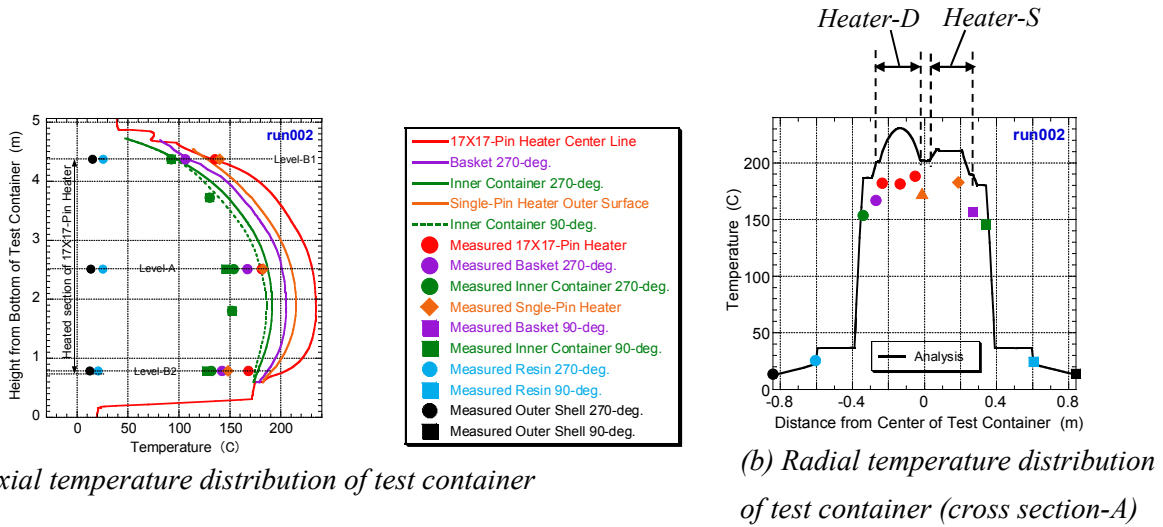 Heater-D Heater-S
5
4
3
2
1
0
Height from Bottom of Test Container (m)
Heated section of 17X17-Pin Heater
run002
Level-B1
Level-A
Level-B2
0 50 100 150 200
Temperature (C)
17X17-Pin Heater Center Line
Basket 270-deg.
Inner Container 270-deg.
Single-Pin Heater Outer Surface
Inner Container 90-deg.
Measured 17X17-Pin Heater
Measured Basket 270-deg.
Measured Inner Container 270-deg.
Measured Sngle-Pin Heater
Measured Basket 90-deg.
Measured Inner Container 90-deg.
Measured Resin 270-deg.
Measured Resin 90-deg.
Measured Outer Shell 270-deg.
Measured Outer Shell 90-deg.
run002
200
150
100
50
0
Temperature (C)
Analysis
-0.8 -0.4 0 0.4 0.8
Distance from Center of Test Container (m)
xial temperature distribution of test container
(b) Radial temperature distribution
of test container (cross section-A)